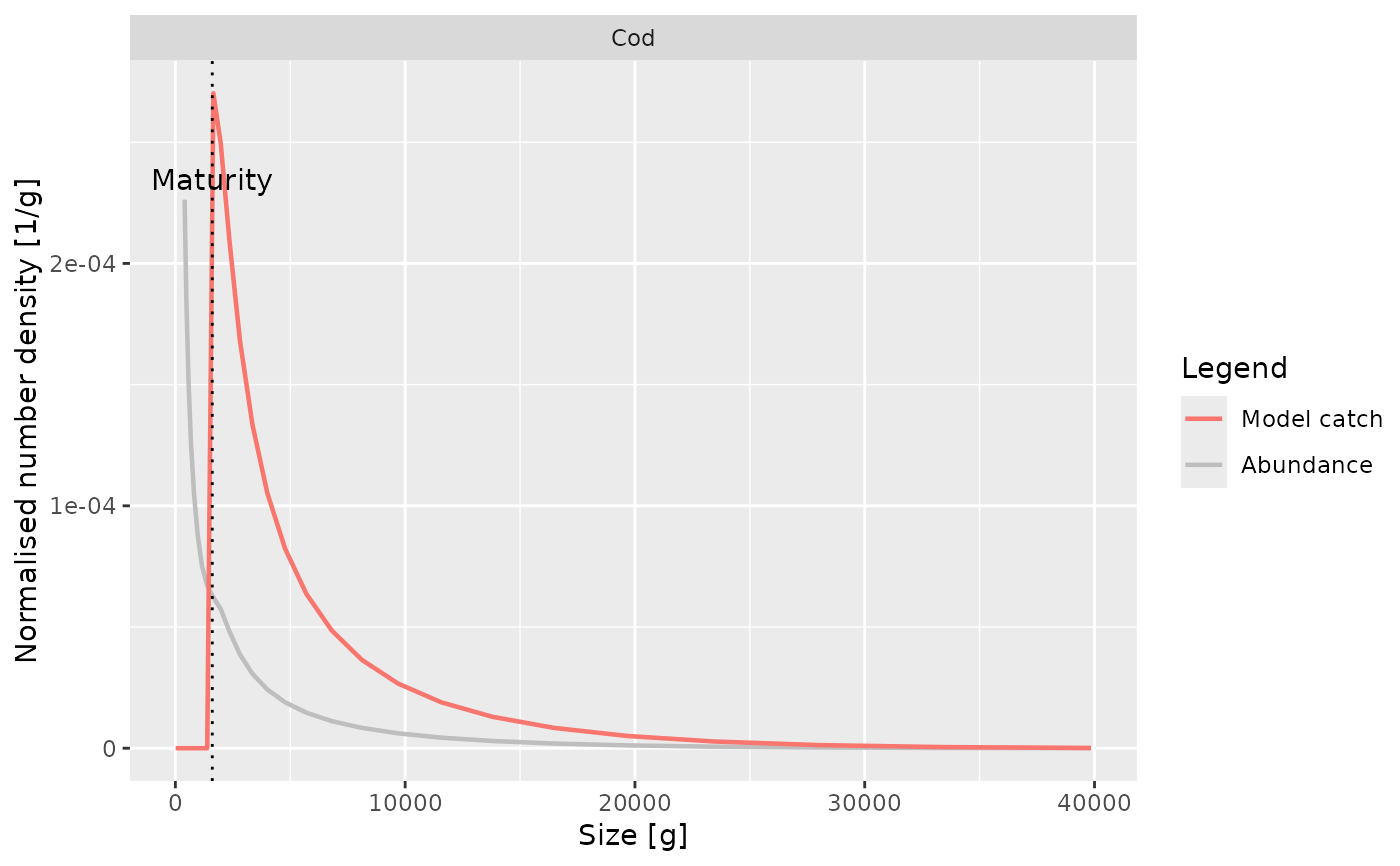 Cod
Maturity
Normalised number density [1/g]
2e-04
1e-04
0
0 10000 20000 30000 40000
Size [g]
Legend
Model catch
Abundance